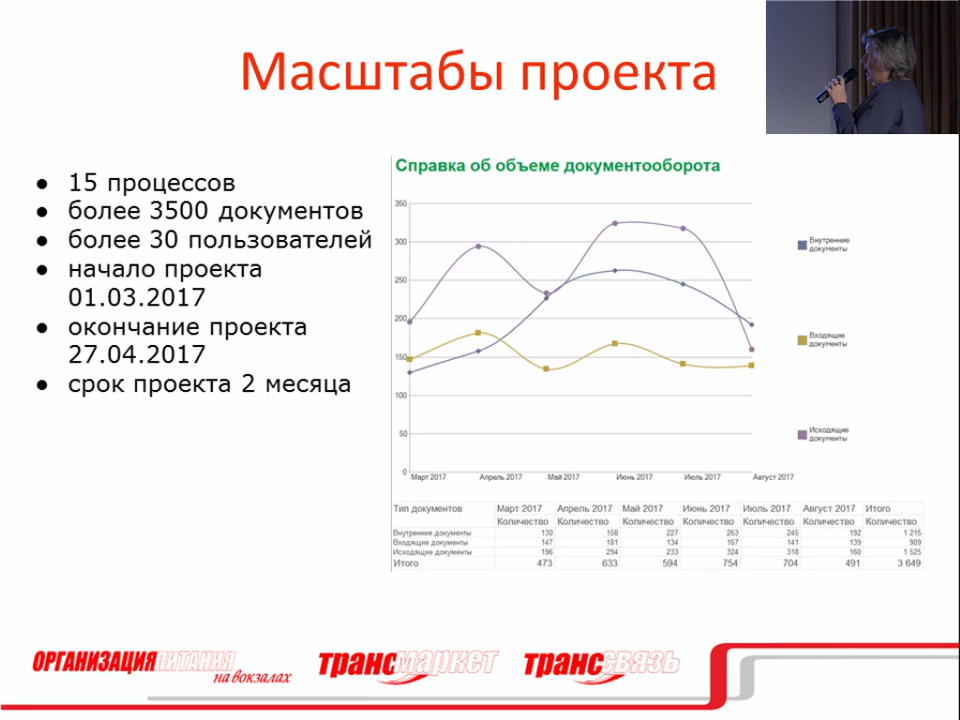 Масштабы проекта
● 15 процессов
● более 3500 документов
● более 30 пользователей
● начало проекта
01.03.2017
● окончание проекта
27.04.2017
● срок проекта 2 месяца
Справка об объеме документооборота
350
300
250
200
150
100
50
0
Март 2017 Апрель 2017 Май 2017 Июнь 2017 Июль 2017 Август 2017
Внутренние
документы
Входящие
документы
Исходящие
документы
Тип документов Март 2017 Апрель 2017 Май 2017 Июнь 2017 Июль 2017 Август 2017 Итого
Количество Количество Количество Количество Количество Количество Количество
Внутренние документы 130 158 227 263 245 192 1 215
Входящие документы 147 181 134 167 141 139 909
Исходящие документы 196 294 233 324 318 160 1 525
Итого 473 633 594 754 704 491 3 649
ОРГАНИЗАЦИЯПИТАНИЯ
на вокзалах
трансмаркет
транссвязь